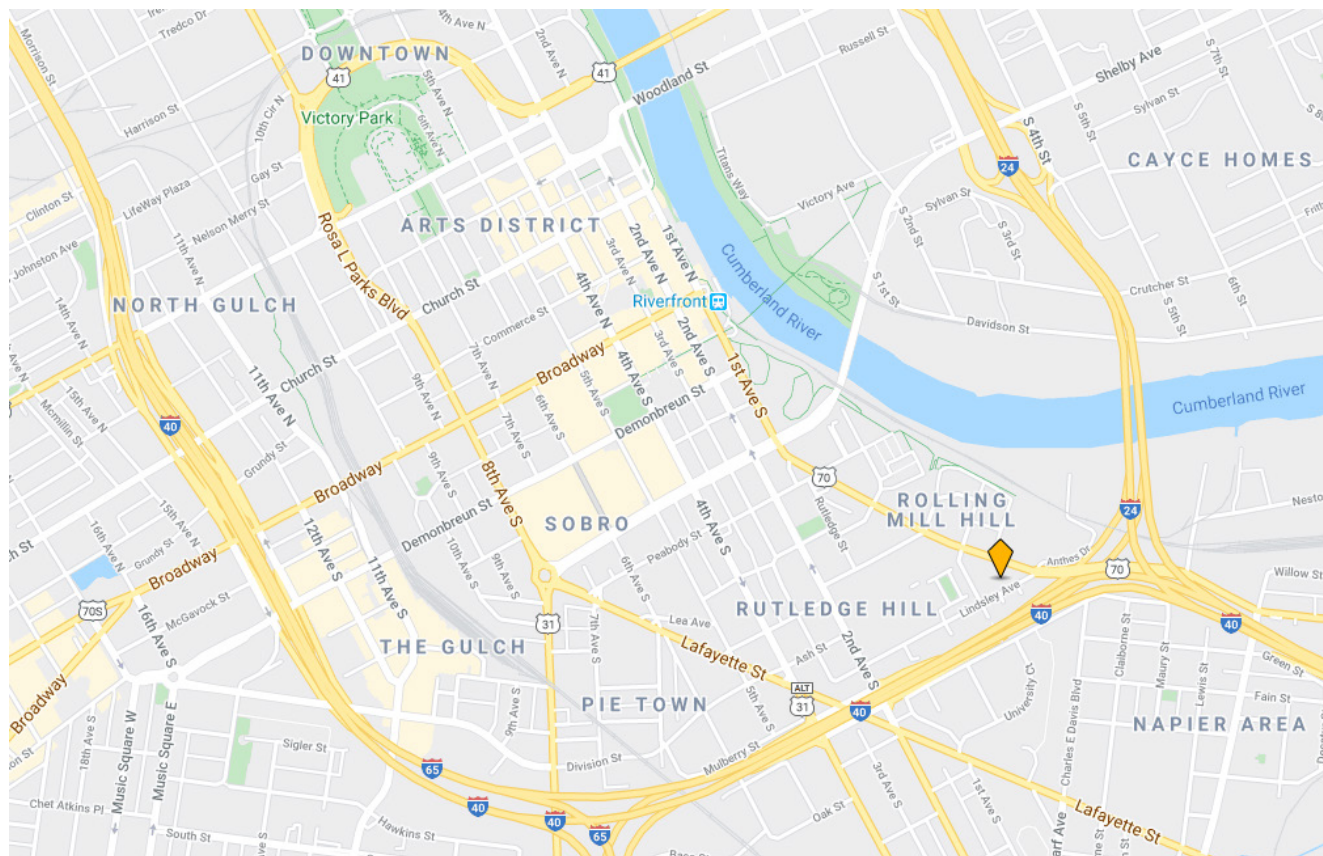 Tredco Dr
4th Ave N
2nd Ave N
Russell St
Shelby Ave
S 7th St
Morrison St
DOWNTOWN
41
5th Ave N
41
Woodland St
S 5th St
Sylvan St
Harrison St
10th Cir N
Victory Park
6th Ave N
S 4th St
Titans Way
24
CAYCE HOMES
Gay St
LifeWay Plaza
Clinton St
Victory Ave
Sylvan St
S 2nd St
S 3rd St
Nelson Merry St
Rosa L Parks Blvd
ARTS DISTRICT
1st Ave N
2nd Ave N
3rd Ave N
Johnston Ave
11th Ave N
Cumberland River
S 1st St
Crutcher St
6th St
S 5th St
4th Ave N
Riverfront
NORTH GULCH
14th Ave N
Church St
Commerce St
Davidson St
2nd Ave S
3rd Ave S
7th Ave N
Broadway
4th Ave S
1st Ave S
Church St
9th Ave N
5th Ave S
6th Ave S
7th Ave S
Mcmillin St
15th Ave N
11th Ave N
40
Demonbreun St
Cumberland River
Grundy St
Broadway
9th Ave S
8th Ave S
70
Rutledge St
ROLLING
MILL HILL
24
15th Ave N
16th Ave N
12th Ave S
Demonbreun St
SOBRO
4th Ave S
Grundy St
10th Ave S
9th Ave S
6th Ave S
Peabody St
Anthes Dr
70
Willow St
Broadway
11th Ave S
Lindsley Ave
70S
McGavock St
16th Ave S
31
7th Ave S
Lea Ave
RUTLEDGE HILL
40
40
THE GULCH
Lafayette St
Ash St
2nd Ave S
Claiborne St
Maury St
Lewis St
Green St
Broadway
9th Ave S
PIE TOWN
5th Ave S
ALT
31
40
University Ct
Charles E Davis Blvd
Fain St
NAPIER AREA
18th Ave S
Music Square W
Music Square E
Sigler St
65
Division St
Mulberry St
3rd Ave S
1st Ave S
Chet Atkins Pl
South St
40
40
65
Hawkins St
Oak St
Lafayette St